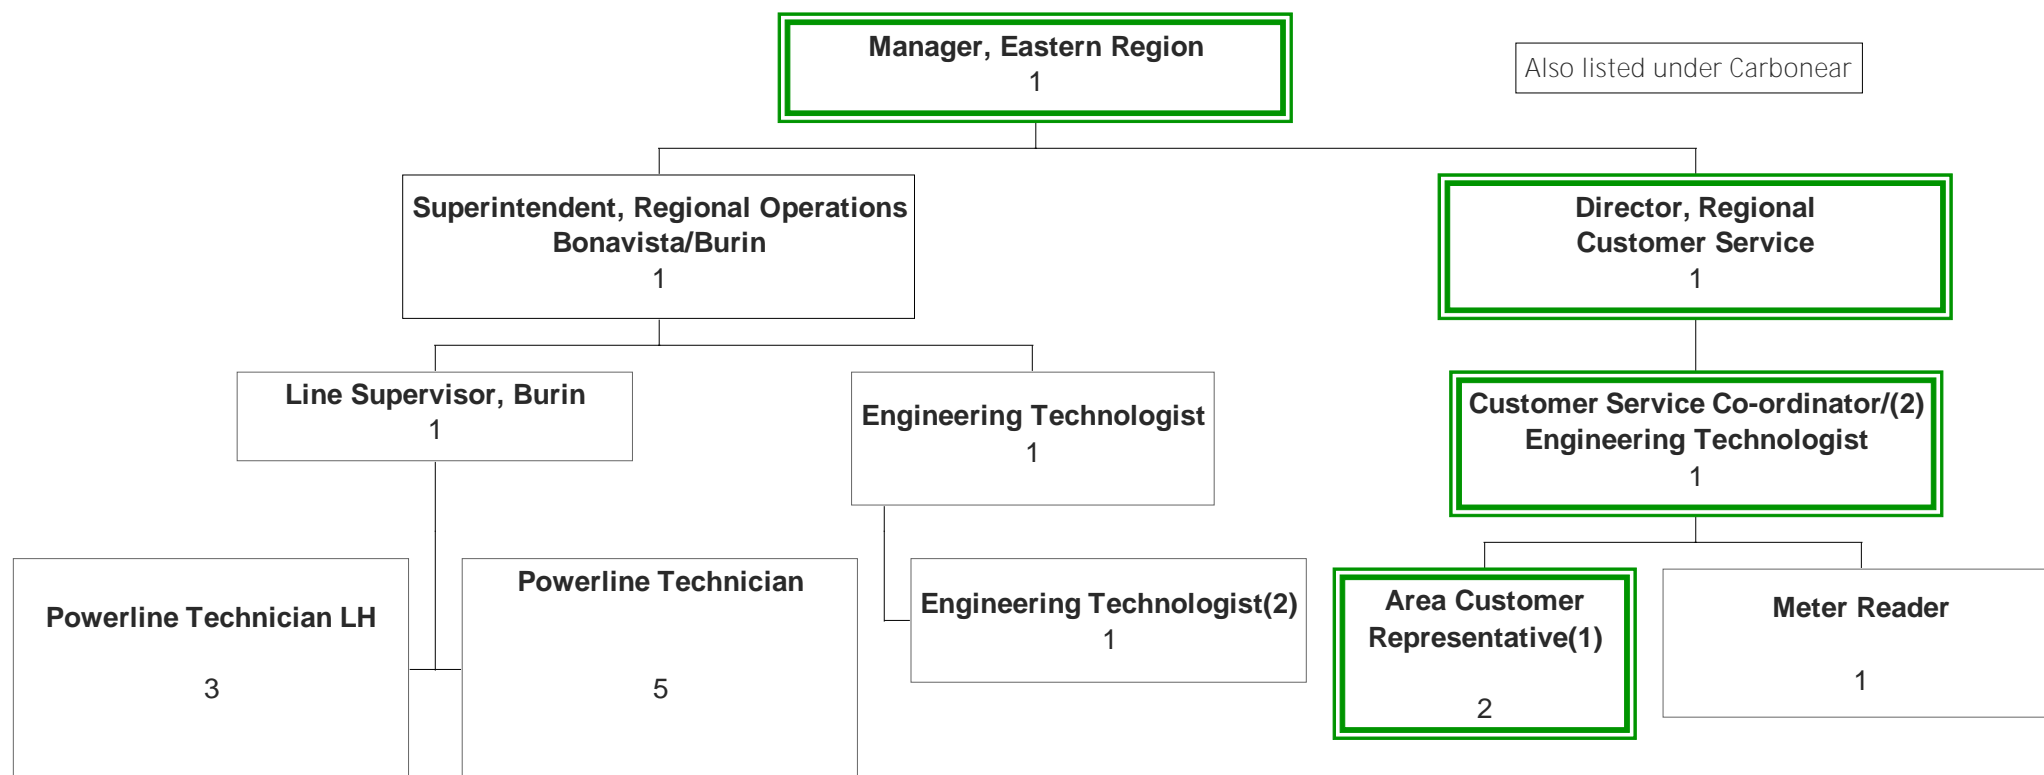 Manager, Eastern Region
1
Also listed under Carbonear
Superintendent, Regional Operations
Bonavista/Burin
1
Director, Regional
Customer Service
1
Line Supervisor, Burin
1
Engineering Technologist
1
Customer Service Co-ordinator/(2)
Engineering Technologist
1
Powerline Technician LH
3
Powerline Technician
5
Engineering Technologist(2)
1
Area Customer
Representative(1)
2
Meter Reader
1